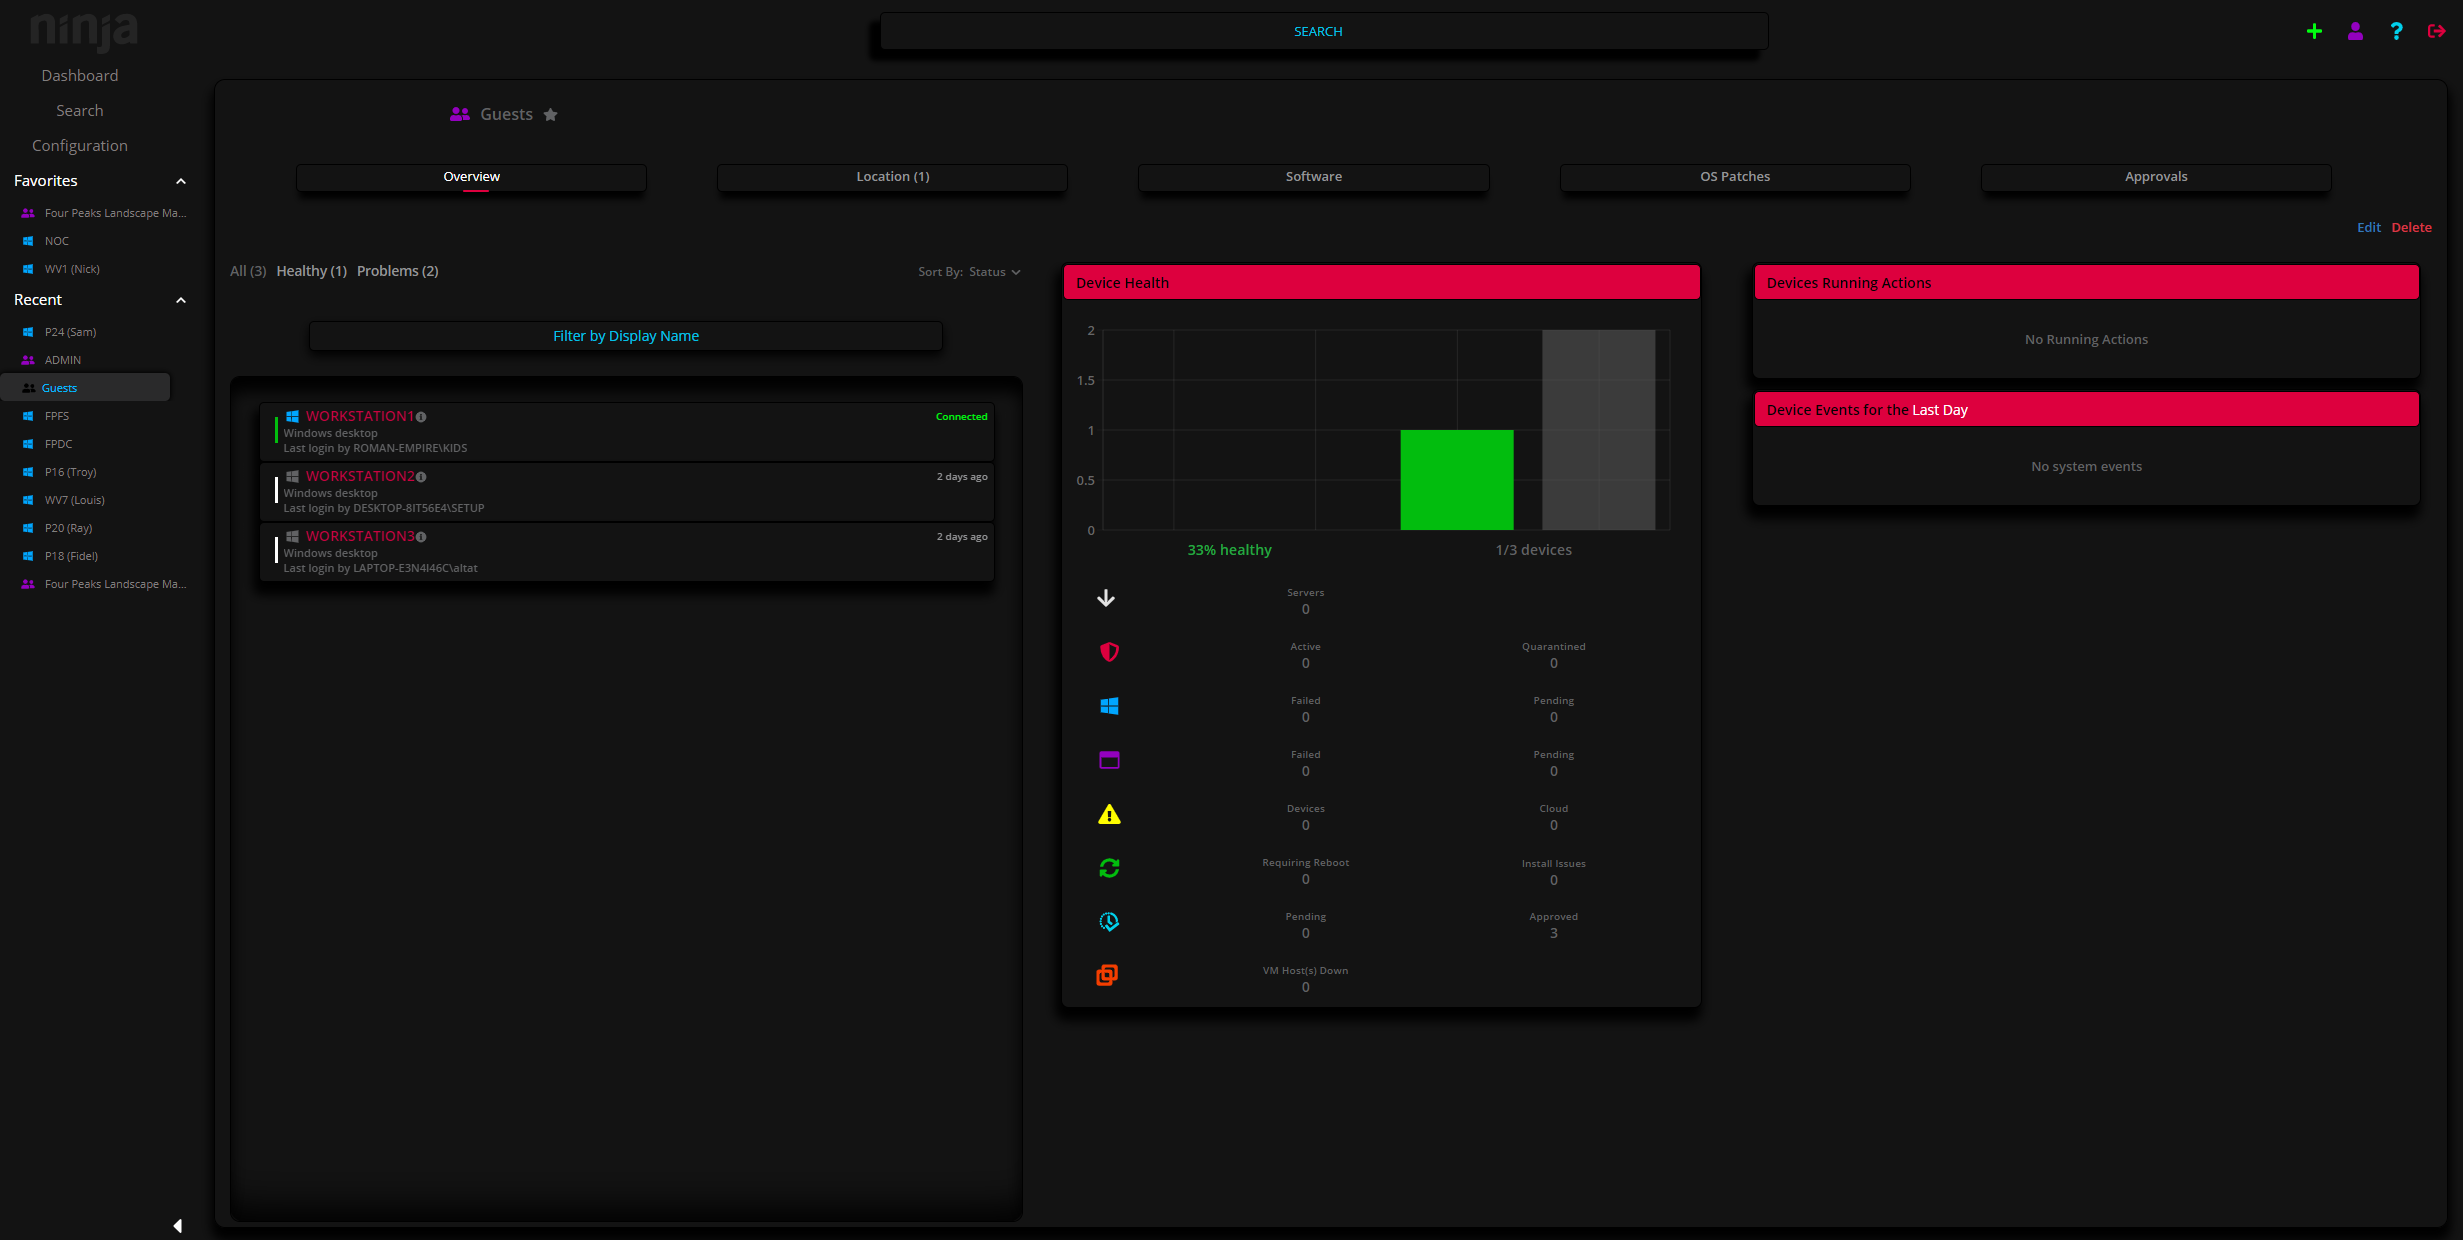 ninja
SEARCH
Dashboard
Search
Configuration
Favorites
Four Peaks Landscape Ma...
NOC
WV1 (Nick)
Recent
P24 (Sam)
ADMIN
Guests
FPFS
FPDC
P16 (Troy)
WV7 (Louis)
P20 (Ray)
P18 (Fidel)
Four Peaks Landscape Ma...
Guests
Overview
Location (1)
Software
OS Patches
Approvals
Edit Delete
All (3) Healthy (1) Problems (2)
Sort By: Status
Filter by Display Name
WORKSTATION1
Connected
Windows desktop
Last login by ROMAN-EMPIRE\KIDS
WORKSTATION2
2 days ago
Windows desktop
Last login by DESKTOP-8IT56E4\SETUP
WORKSTATION3
2 days ago
Windows desktop
Last login by LAPTOP-E3N4I46C\altat
Device Health
2
1.5
1
0.5
0
33% healthy
1/3 devices
Servers
0
Active
0
Quarantined
0
Failed
0
Pending
0
Failed
0
Pending
0
Devices
0
Cloud
0
Requiring Reboot
0
Install Issues
0
Pending
0
Approved
3
VM Host(s) Down
0
Devices Running Actions
No Running Actions
Device Events for the Last Day
No system events